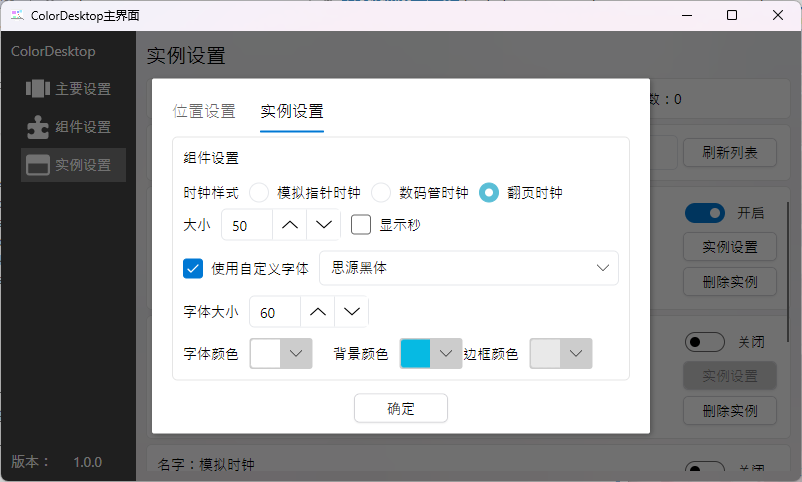 ColorDesktop主界面
ColorDesktop
主要设置
组件设置
实例设置
版本： 1.0.0
实例设置
数：0
刷新列表
位置设置 实例设置
组件设置
时钟样式 模拟指针时钟 数码管时钟 翻页时钟
大小 50 显示秒
使用自定义字体 思源黑体
字体大小 60
字体颜色 背景颜色 边框颜色
确定
开启
实例设置
删除实例
关闭
实例设置
删除实例
名字：模拟时钟
关闭